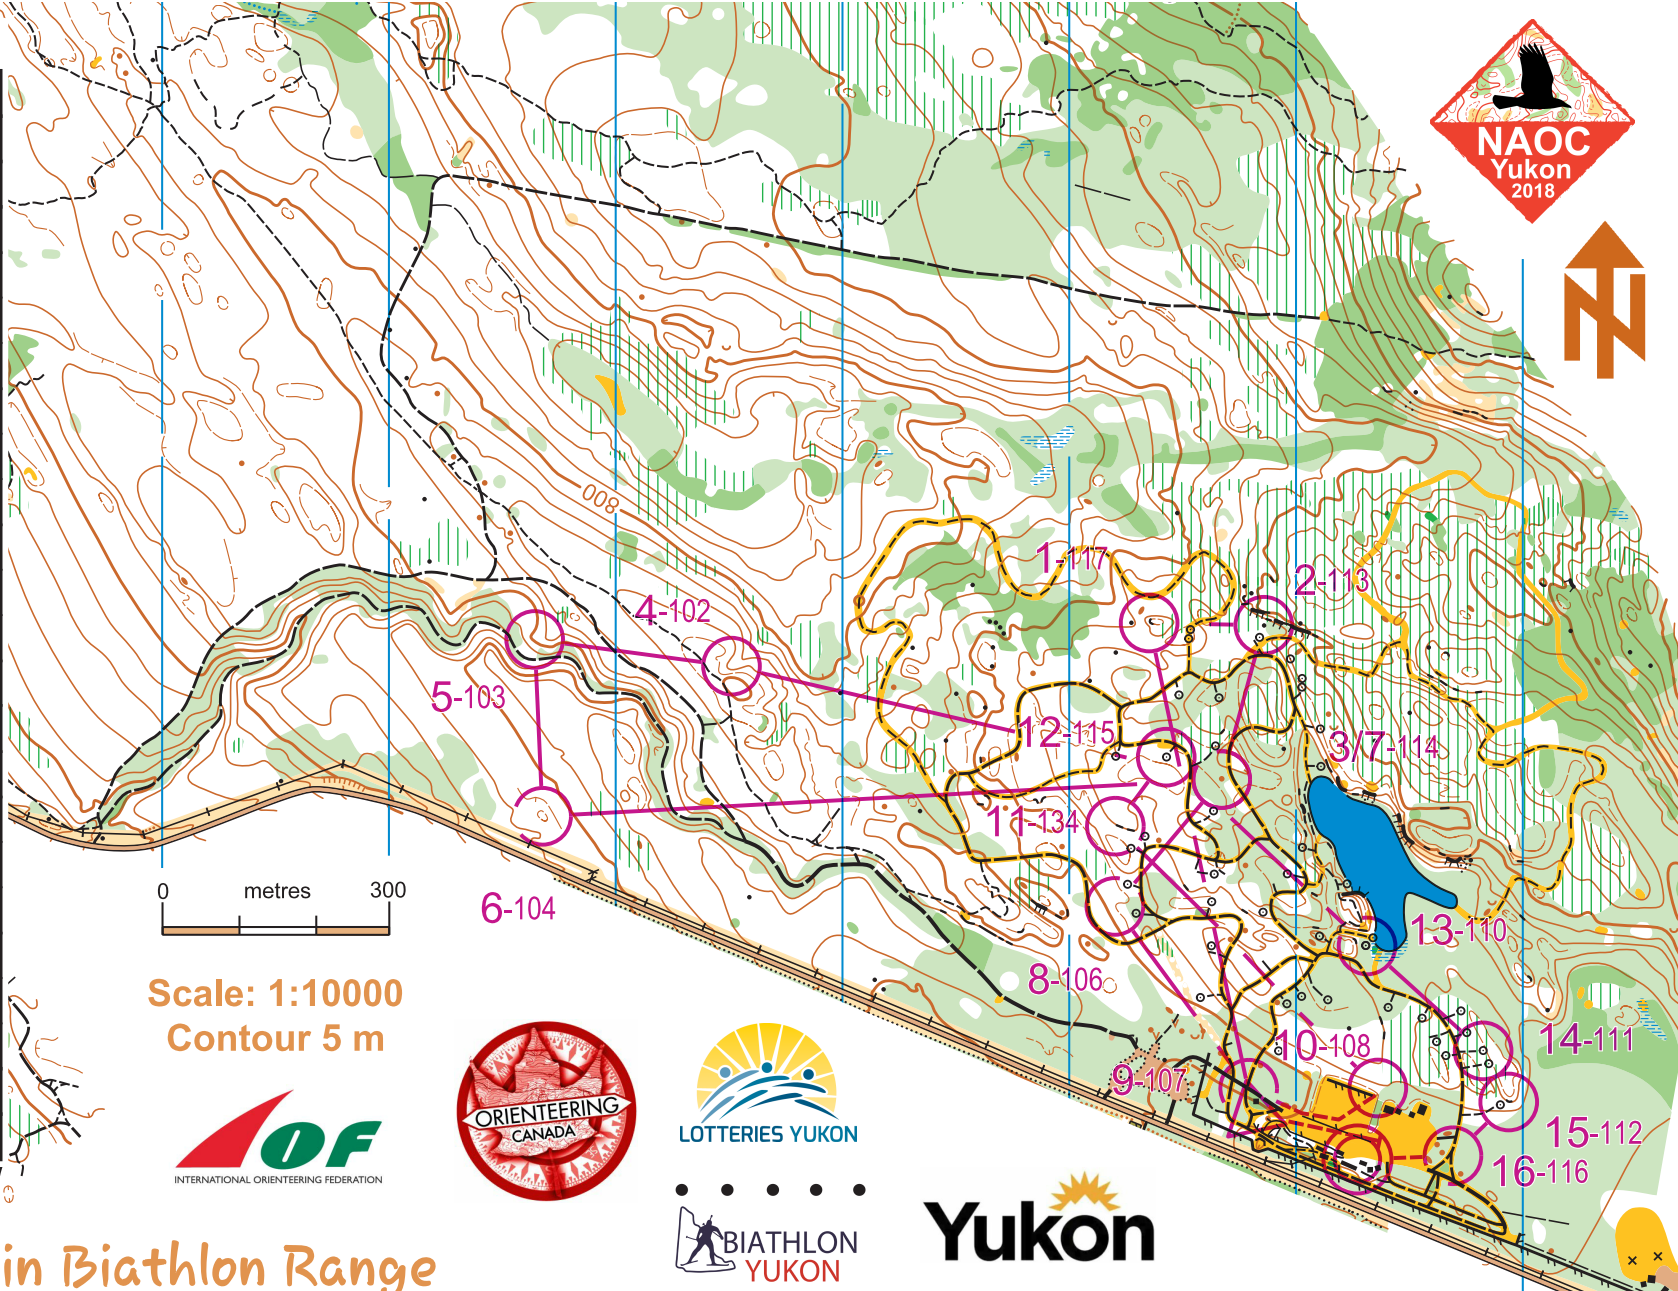 NAOC
Yukon
2018
N
008
1-117
2-113
4-102
5-103
12-115
3/7-114
11-134
6-104
13-110
8-106
14-111
10-108
9-107
15-112
16-116
0 metres 300
Scale: 1:10000
Contour 5 m
IOF
INTERNATIONAL ORIENTEERING FEDERATION
ORIENTEERING
CANADA
LOTTERIES YUKON
BIATHLON
YUKON
Yukon
in Biathlon Range